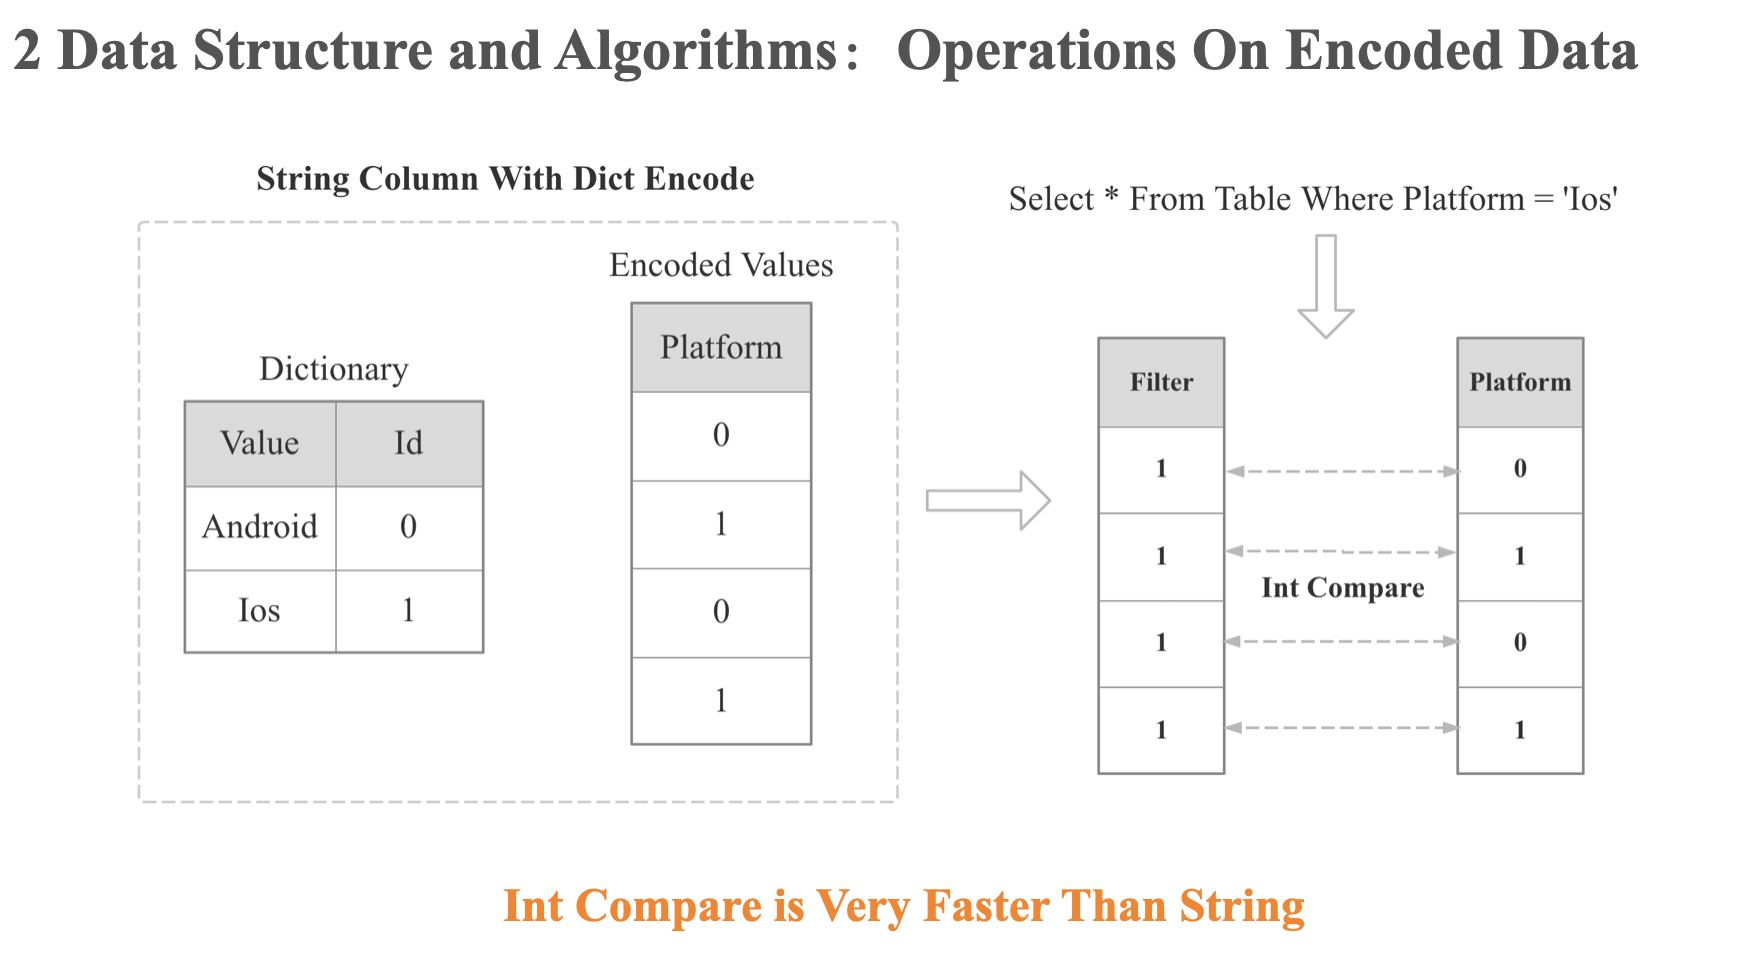 2 Data Structure and Algorithms： Operations On Encoded Data
String Column With Dict Encode
Dictionary
Value Id
Android 0
Ios 1
Encoded Values
Platform
0
1
0
1
Select * From Table Where Platform = 'Ios'
Filter Platform
1 0
1 1
Int Compare
1 0
1 1
Int Compare is Very Faster Than String